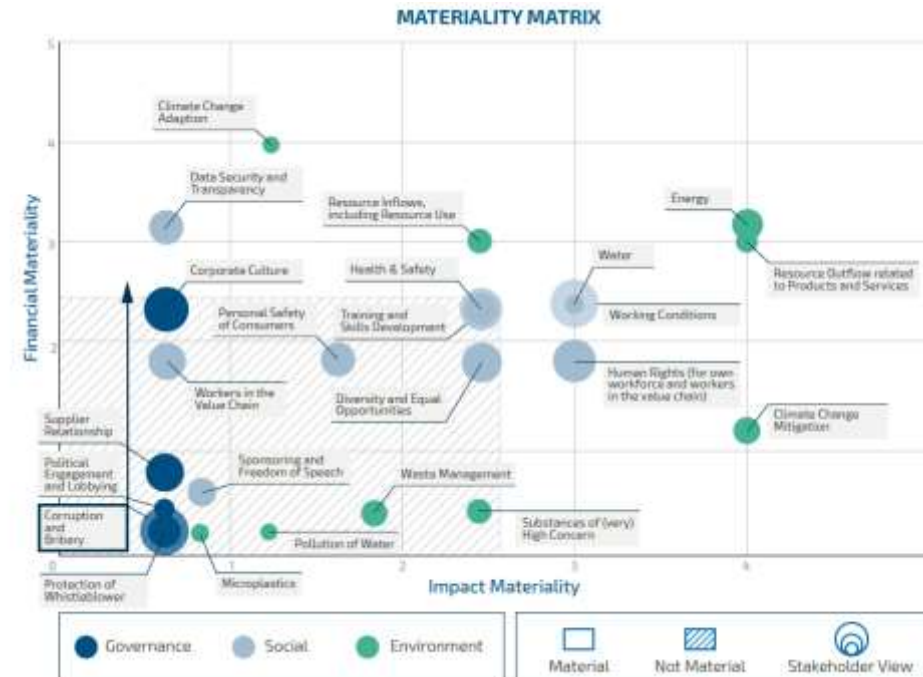 MATERIALITY MATRIX
5
Climate Change
Adaption
4
Data Security and
Transparency
Resource Inflows,
including Resource Use
Energy
3
Corporate Culture
Health & Safety
Water
Resource Outflow related
to Products and Services
Financial Materiality
Personal Safety
of Consumers
Training and
Skills Development
Working Conditions
2
Workers in the
Value Chain
Diversity and Equal
Opportunities
Human Rights (for own
workforce and workers
in the value chain)
Supplier
Relationship
Climate Change
Mitigation
Political
Engagement
and Lobbying
Sponsoring and
Freedom of Speech
Waste Management
Corruption
and
Bribery
Pollution of Water
Substances of (very)
High Concern
0
1
2
3
4
Protection of
Whistleblower
Microplastics
Impact Materiality
Governance
Social
Environment
Material
Not Material
Stakeholder View